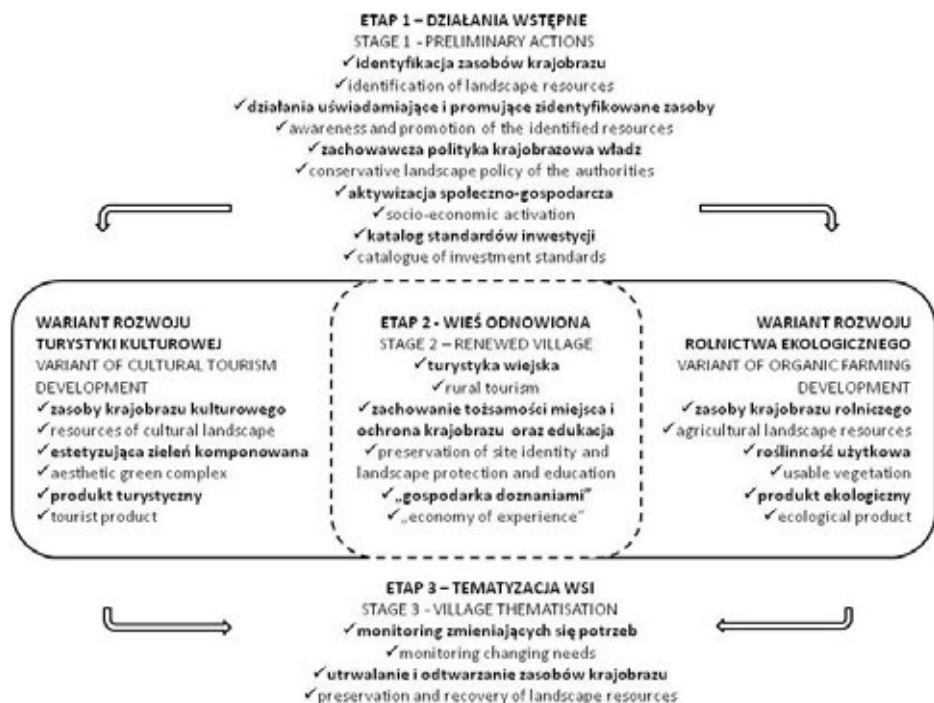 ETAP 1 – DZIAŁANIA WSTĘPNE
STAGE 1 - PRELIMINARY ACTIONS
✓identyfikacja zasobów krajobrazu
✓identification of landscape resources
✓działania uświadamiające i promujące zidentyfikowane zasoby
✓awareness and promotion of the identified resources
✓zachowawcza polityka krajobrazowa władz
✓conservative landscape policy of the authorities
✓aktywizacja społeczno-gospodarcza
✓socio-economic activation
✓katalog standardów inwestycji
✓catalogue of investment standards
WARIANT ROZWOJU
TURYSTYKI KULTUROWEJ
VARIANT OF CULTURAL TOURISM
DEVELOPMENT
✓zasoby krajobrazu kulturowego
✓resources of cultural landscape
✓estetyzująca zieleń komponowana
✓aesthetic green complex
✓produkt turystyczny
✓tourist product
ETAP 2 - WIEŚ ODNOWIONA
STAGE 2 – RENEWED VILLAGE
✓turystyka wiejska
✓rural tourism
✓zachowanie tożsamości miejsca i
ochrona krajobrazu oraz edukacja
✓preservation of site identity and
landscape protection and education
✓„gospodarka doznaniami”
✓„economy of experience”
WARIANT ROZWOJU
ROLNICTWA EKOLOGICZNEGO
VARIANT OF ORGANIC FARMING
DEVELOPMENT
✓zasoby krajobrazu rolniczego
✓agricultural landscape resources
✓roślinność użytkowa
✓usable vegetation
✓produkt ekologiczny
✓ecological product
ETAP 3 – TEMATYZACJA WSI
STAGE 3 - VILLAGE THEMATISATION
✓monitoring zmieniających się potrzeb
✓monitoring changing needs
✓utrwalanie i odtwarzanie zasobów krajobrazu
✓preservation and recovery of landscape resources